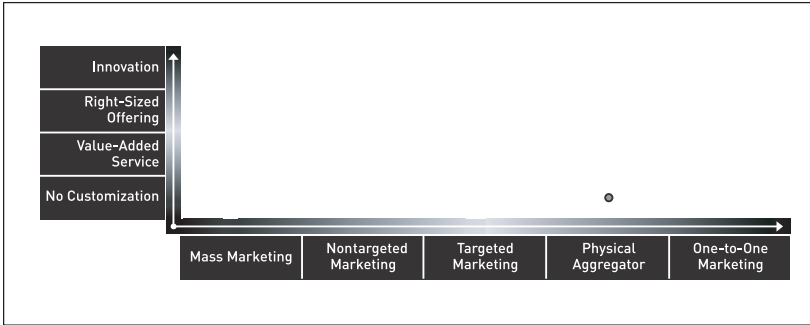 Innovation
Right-Sized
Offering
Value-Added
Service
No Customization
Mass Marketing
Nontargeted
Marketing
Targeted
Marketing
Physical
Aggregator
One-to-One
Marketing